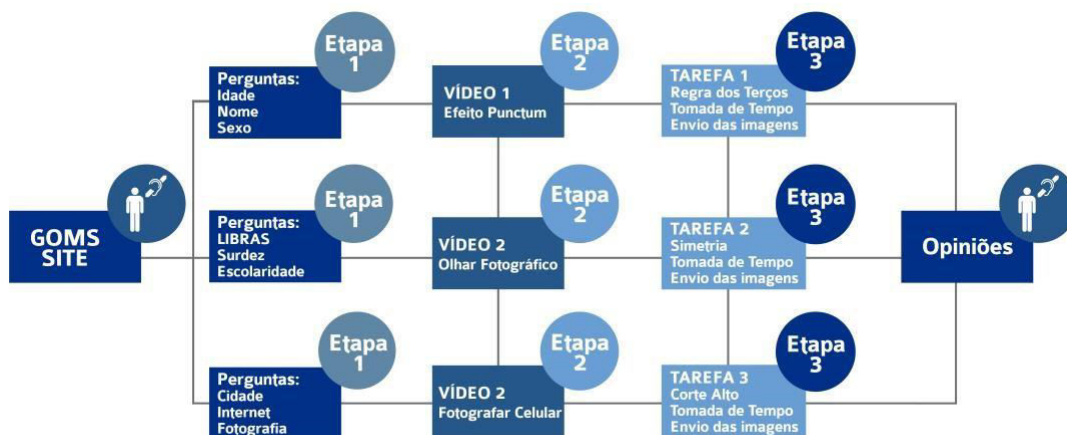 GOMS
SITE
Etapa
1
Perguntas:
Idade
Nome
Sexo
Etapa
2
VÍDEO 1
Efeito Punctum
Etapa
3
TAREFA 1
Regra dos Terços
Tomada de Tempo
Envio das imagens
Etapa
1
Perguntas:
LIBRAS
Surdez
Escolaridade
Etapa
2
VÍDEO 2
Olhar Fotográfico
Etapa
3
TAREFA 2
Simetria
Tomada de Tempo
Envio das imagens
Opiniões
Etapa
1
Perguntas:
Cidade
Internet
Fotografia
Etapa
2
VÍDEO 2
Fotografar Celular
Etapa
3
TAREFA 3
Corte Alto
Tomada de Tempo
Envio das imagens